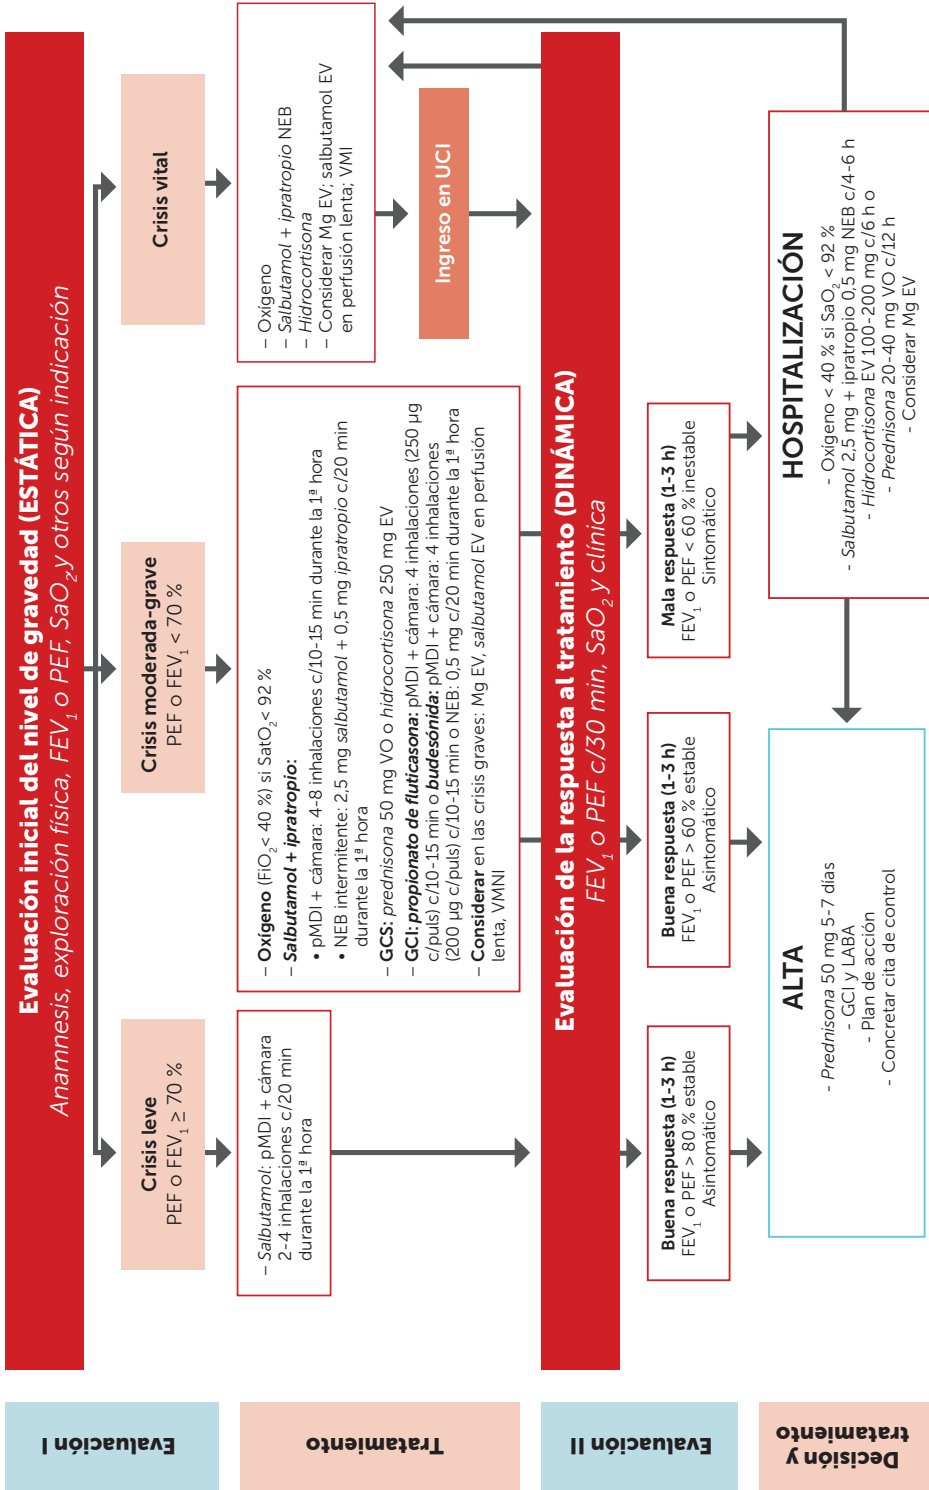 Evaluación I
Evaluación inicial del nivel de gravedad (ESTÁTICA)
Anamnesis, exploración física, FEV₁ o PEF, SaO₂ y otros según indicación
Crisis leve
PEF o FEV₁ ≥ 70 %
Crisis moderada-grave
PEF o FEV₁ < 70 %
Crisis vital
Tratamiento
– Salbutamol: pMDI + cámara
2-4 inhalaciones c/20 min
durante la 1ª hora
– Oxígeno (FiO₂< 40 %) si SatO₂< 92 %
– Salbutamol + ipratropio:
• pMDI + cámara: 4-8 inhalaciones c/10-15 min durante la 1ª hora
• NEB intermitente: 2,5 mg salbutamol + 0,5 mg ipratropio c/20 min
durante la 1ª hora
– GCS: prednisona 50 mg VO o hidrocortisona 250 mg EV
– GCI: propionato de fluticasona: pMDI + cámara: 4 inhalaciones (250 µg
c/puls) c/10-15 min o budesónida: pMDI + cámara: 4 inhalaciones
(200 µg c/puls) c/10-15 min o NEB: 0,5 mg c/20 min durante la 1ª hora
– Considerar en las crisis graves: Mg EV, salbutamol EV en perfusión
lenta, VMNI
– Oxígeno
– Salbutamol + ipratropio NEB
– Hidrocortisona
– Considerar Mg EV; salbutamol EV
en perfusión lenta; VMI
Ingreso en UCI
Evaluación II
Evaluación de la respuesta al tratamiento (DINÁMICA)
FEV₁ o PEF c/30 min, SaO₂ y clínica
Buena respuesta (1-3 h)
FEV₁ o PEF > 80 % estable
Asintomático
Buena respuesta (1-3 h)
FEV₁ o PEF > 60 % estable
Asintomático
Mala respuesta (1-3 h)
FEV₁ o PEF < 60 % inestable
Sintomático
Decisión y
tratamiento
ALTA
- Prednisona 50 mg 5-7 días
- GCI y LABA
- Plan de acción
- Concretar cita de control
HOSPITALIZACIÓN
- Oxígeno < 40 % si SaO₂ < 92 %
- Salbutamol 2,5 mg + ipratropio 0,5 mg NEB c/4-6 h
- Hidrocortisona EV 100-200 mg c/6 h o
- Prednisona 20-40 mg VO c/12 h
- Considerar Mg EV